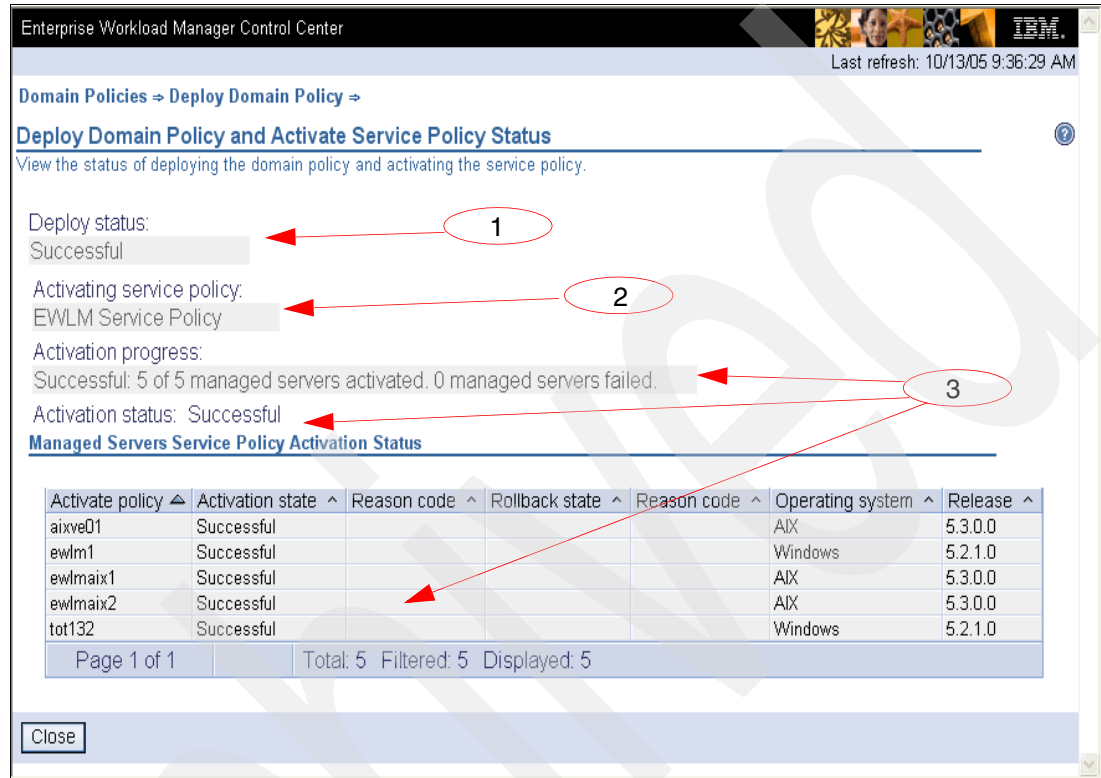 Enterprise Workload Manager Control Center
IBM.
Last refresh: 10/13/05 9:36:29 AM
Domain Policies ⇒ Deploy Domain Policy ⇒
Deploy Domain Policy and Activate Service Policy Status
?
View the status of deploying the domain policy and activating the service policy.
Deploy status:
1
Successful
Activating service policy:
2
EWLM Service Policy
Activation progress:
Successful: 5 of 5 managed servers activated. 0 managed servers failed.
3
Activation status: Successful
Managed Servers Service Policy Activation Status
Activate policy Activation state ^ Reason code ^ Rollback state ^ Reason code ^ Operating system ^ Release ^
aixve01 Successful AIX 5.3.0.0
ewlm1 Successful Windows 5.2.1.0
ewlmaix1 Successful AIX 5.3.0.0
ewlmaix2 Successful AIX 5.3.0.0
tot132 Successful Windows 5.2.1.0
Page 1 of 1 Total: 5 Filtered: 5 Displayed: 5
Close